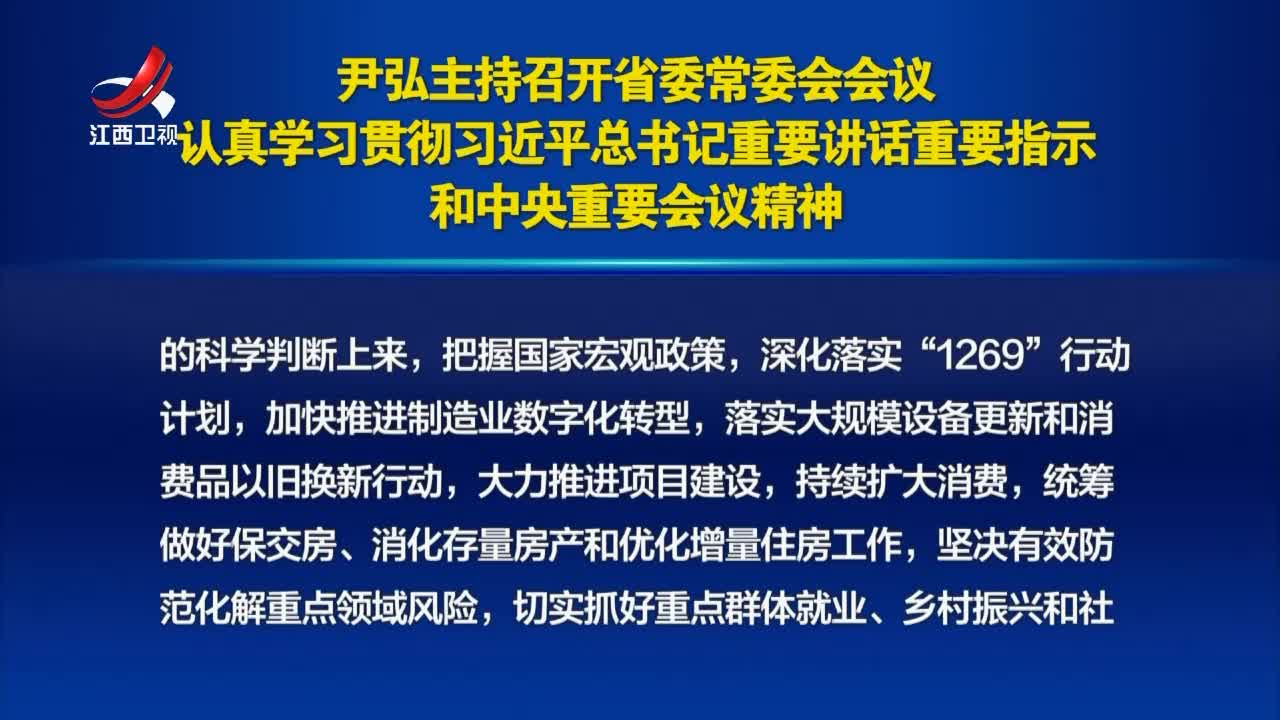 尹弘主持召开省委常委会会议
江西卫视
认真学习贯彻习近平总书记重要讲话重要指示
和中央重要会议精神
的科学判断上来，把握国家宏观政策，深化落实“1269”行动
计划，加快推进制造业数字化转型，落实大规模设备更新和消
费品以旧换新行动，大力推进项目建设，持续扩大消费，统筹
做好保交房、消化存量房产和优化增量住房工作，坚决有效防
范化解重点领域风险，切实抓好重点群体就业、乡村振兴和社